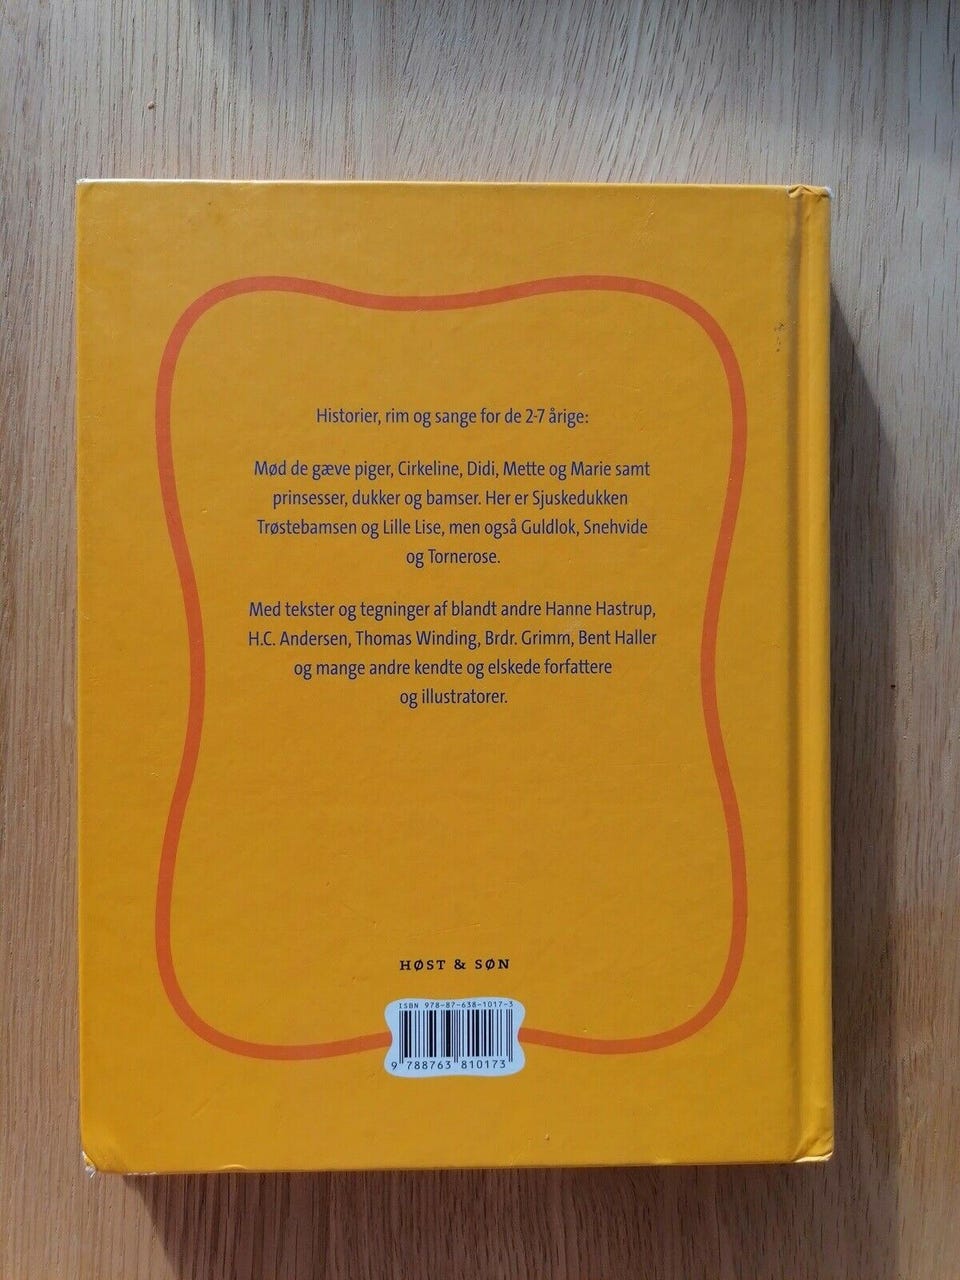 Historier, rim og sange for de 2-7 årige:
Mød de gæve piger, Cirkeline, Didi, Mette og Marie samt
prinsesser, dukker og bamser. Her er Sjuskedukken
Trøstebamsen og Lille Lise, men også Guldlok, Snehvide
og Tornerose.
Med tekster og tegninger af blandt andre Hanne Hastrup,
H.C. Andersen, Thomas Winding, Brdr. Grimm, Bent Haller
og mange andre kendte og elskede forfattere
og illustratorer.
HØST & SØN
ISBN 978-87-638-1017-3
9 788763 810173